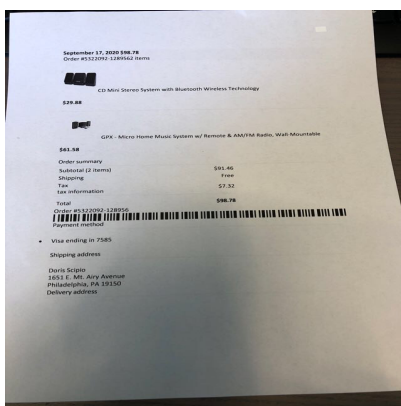 September 17, 2020 $98.78
Order #5322092-1289562 items
CD Mini Stereo System with Bluetooth Wireless Technology
$29.88
GPX - Micro Home Music System w/ Remote & AM/FM Radio, Wall-Mountable
$61.58
Order summary
Subtotal (2 items) $91.46
Shipping Free
Tax $7.32
tax information
Total $98.78
Order #5322092-128956
Payment method
• Visa ending in 7585
Shipping address
Doris Scipio
1651 E. Mt. Airy Avenue
Philadelphia, PA 19150
Delivery address